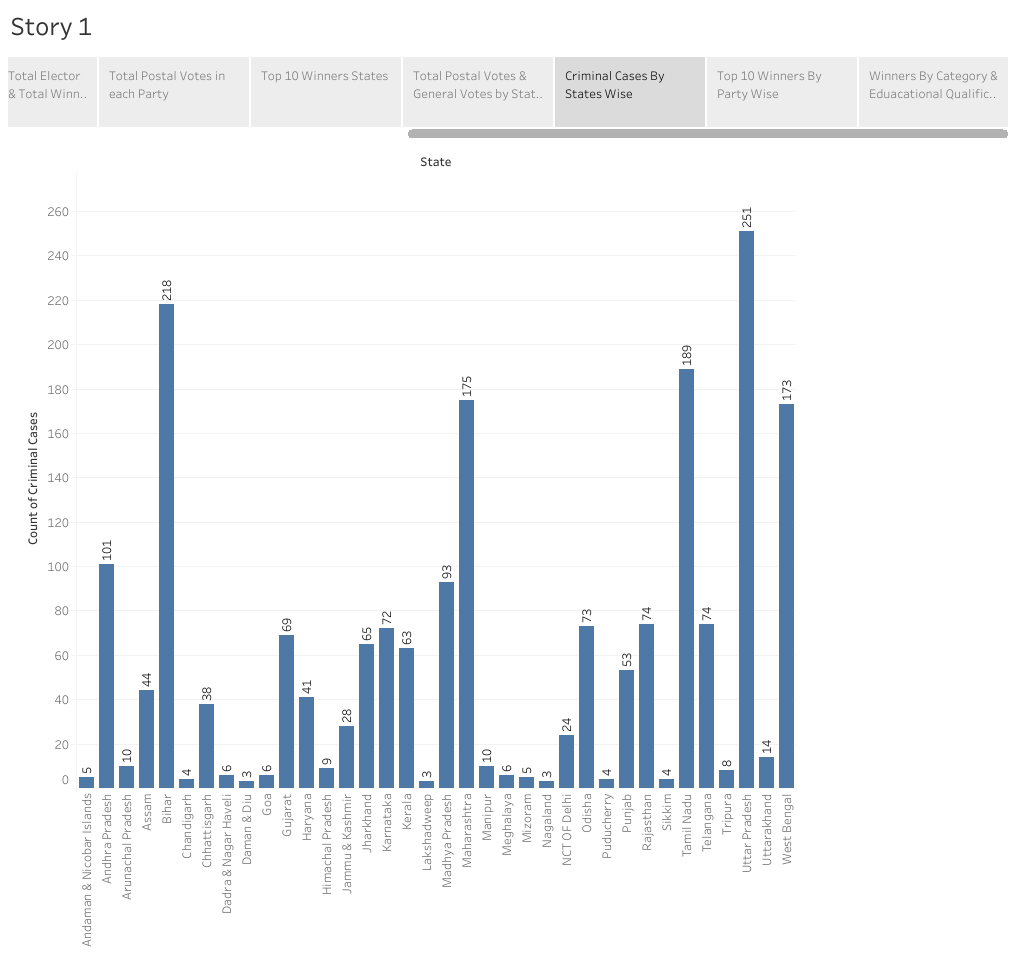 Story 1
Total Elector
& Total Winn..
Total Postal Votes in
each Party
Top 10 Winners States
Total Postal Votes &
General Votes by Stat..
Criminal Cases By
States Wise
Top 10 Winners By
Party Wise
Winners By Category &
Eduacational Qualific..
State
Count of Criminal Cases
260
240
220
200
180
160
140
120
100
80
60
40
20
0
5
101
10
44
218
4
38
6
3
6
69
41
9
28
65
72
63
3
93
175
10
6
5
3
24
73
4
53
74
4
189
74
8
251
14
173
Andaman & Nicobar Islands
Andhra Pradesh
Arunachal Pradesh
Assam
Bihar
Chandigarh
Chhattisgarh
Dadra & Nagar Haveli
Daman & Diu
Goa
Gujarat
Haryana
Himachal Pradesh
Jammu & Kashmir
Jharkhand
Karnataka
Kerala
Lakshadweep
Madhya Pradesh
Maharashtra
Manipur
Meghalaya
Mizoram
Nagaland
NCT OF Delhi
Odisha
Puducherry
Punjab
Rajasthan
Sikkim
Tamil Nadu
Telangana
Tripura
Uttar Pradesh
Uttarakhand
West Bengal